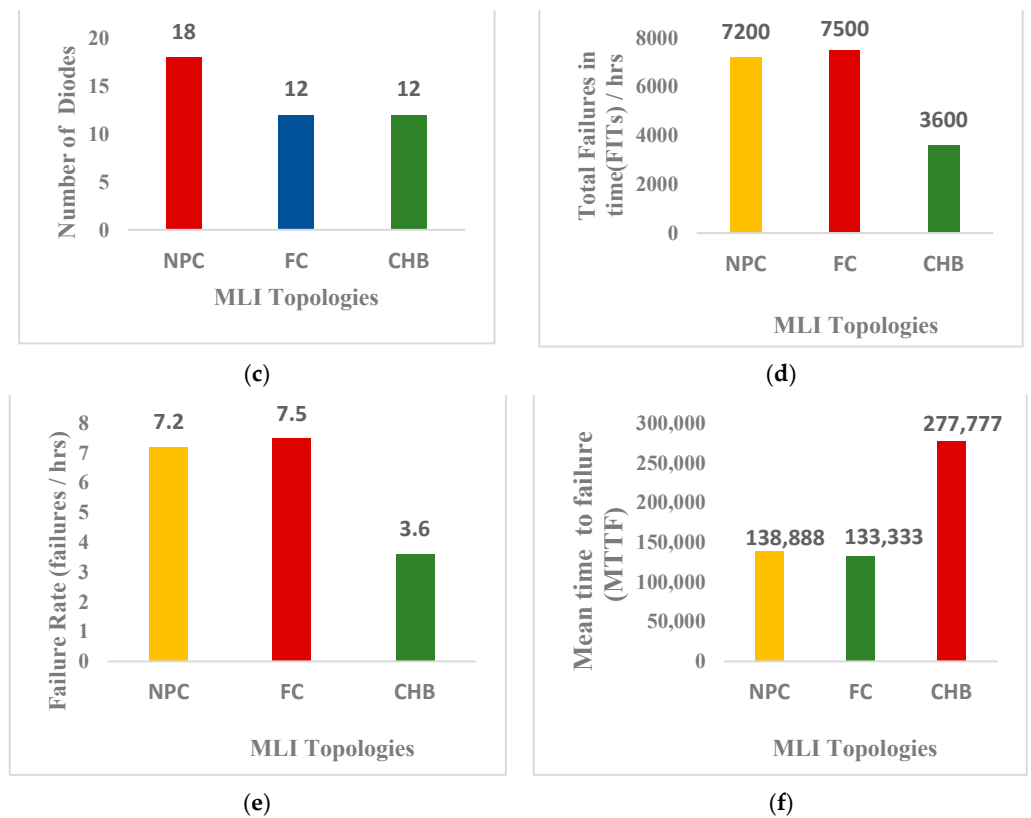 20
18
15
12
12
10
5
0
Number of Diodes
NPC
FC
CHB
MLI Topologies
(c)
8000
7200
7500
6000
4000
3600
2000
0
Total Failures in
time(FITs) / hrs
NPC
FC
CHB
MLI Topologies
(d)
8
7.2
7.5
7
6
5
4
3.6
3
2
1
0
Failure Rate (failures / hrs)
NPC
FC
CHB
MLI Topologies
(e)
300,000
277,777
250,000
200,000
150,000
138,888
133,333
100,000
50,000
0
Mean time to failure
(MTTF)
NPC
FC
CHB
MLI Topologies
(f)